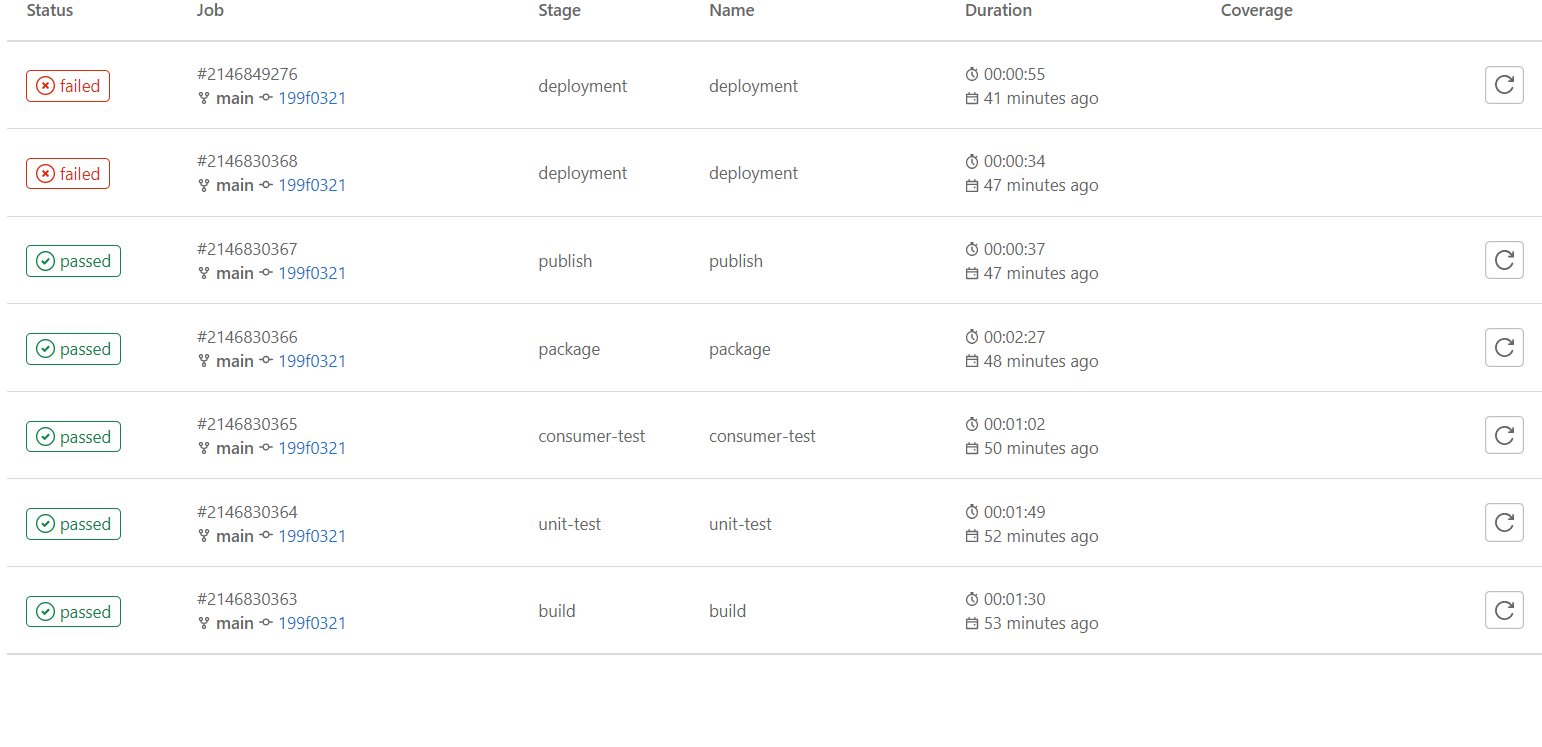 Status Job Stage Name Duration Coverage
failed #2146849276 deployment deployment 00:00:55
main 199f0321 41 minutes ago
failed #2146830368 deployment deployment 00:00:34
main 199f0321 47 minutes ago
passed #2146830367 publish publish 00:00:37
main 199f0321 47 minutes ago
passed #2146830366 package package 00:02:27
main 199f0321 48 minutes ago
passed #2146830365 consumer-test consumer-test 00:01:02
main 199f0321 50 minutes ago
passed #2146830364 unit-test unit-test 00:01:49
main 199f0321 52 minutes ago
passed #2146830363 build build 00:01:30
main 199f0321 53 minutes ago